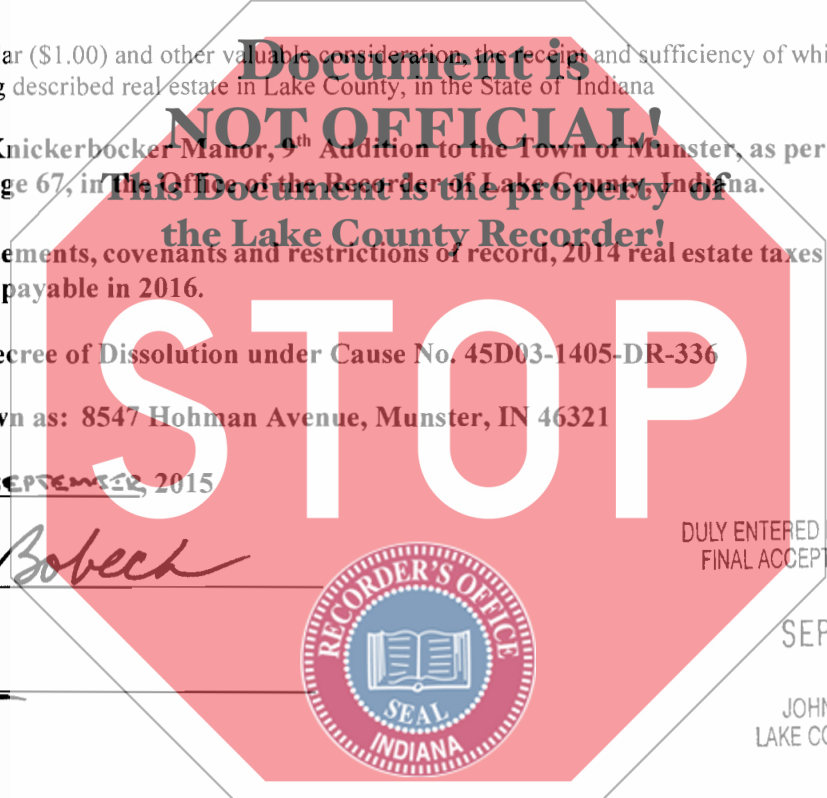 ar ($1.00) and other valuable consideration, the receipt and sufficiency of whi
g described real estate in Lake County, in the State of Indiana
Document is
NOT OFFICIAL!
This Document is the property of
the Lake County Recorder!
Knickerbocker Manor, 9th Addition to the Town of Munster, as per
ge 67, in the Office of the Recorder of Lake County, Indiana.
ements, covenants and restrictions of record, 2014 real estate taxes
payable in 2016.
STOP
ecree of Dissolution under Cause No. 45D03-1405-DR-336
wn as: 8547 Hohman Avenue, Munster, IN 46321
EPTEMBER, 2015
Bobech
DULY ENTERED
FINAL ACCEPT
SEP
JOHN
LAKE CO
RECORDER'S OFFICE
SEAL
INDIANA